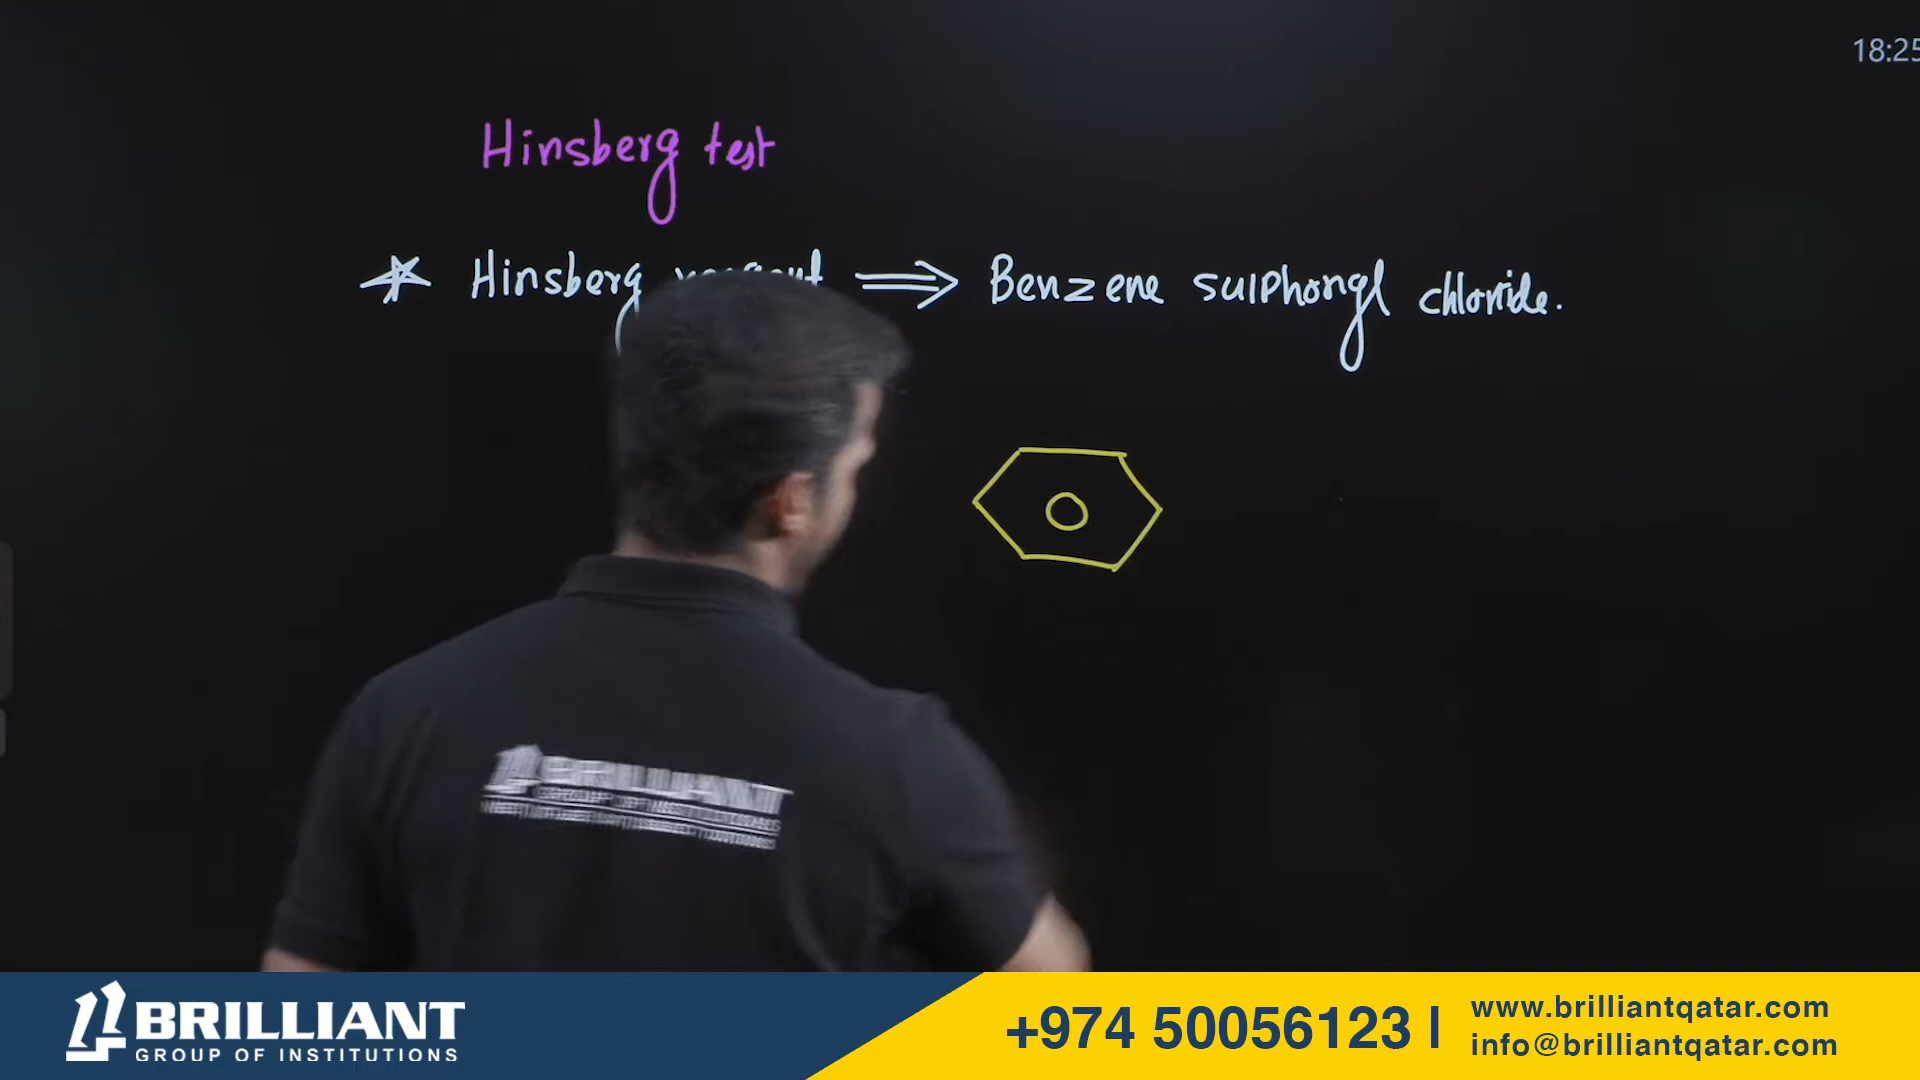 18:25
Hinsberg test
Hinsberg reagent ⟹ Benzene sulphonyl chloride.
BRILLIANT
GROUP OF INSTITUTIONS
+974 50056123 |
www.brilliantqatar.com
info@brilliantqatar.com